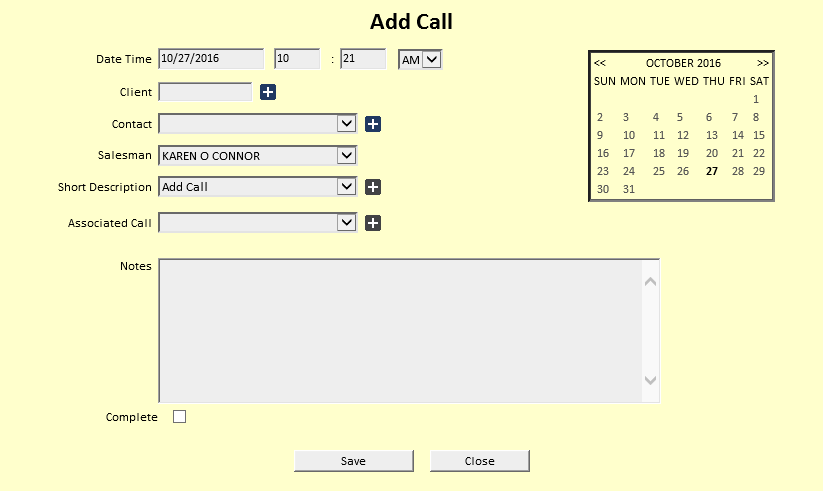 Add Call
Date Time 10/27/2016 10 : 21 AM
Client
Contact
Salesman KAREN O CONNOR
Short Description Add Call
Associated Call
Notes
Complete
Save Close
<< OCTOBER 2016 >>
SUN MON TUE WED THU FRI SAT
1
2 3 4 5 6 7 8
9 10 11 12 13 14 15
16 17 18 19 20 21 22
23 24 25 26 27 28 29
30 31